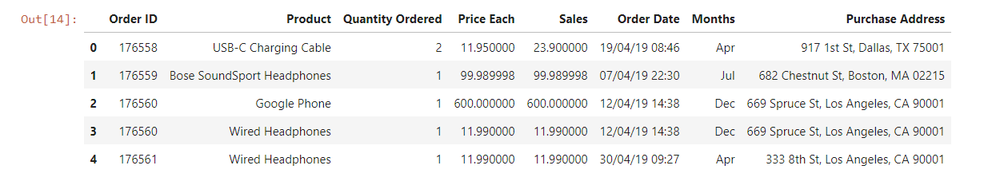 Out[14]: Order ID Product Quantity Ordered Price Each Sales Order Date Months Purchase Address
0 176558 USB-C Charging Cable 2 11.950000 23.900000 19/04/19 08:46 Apr 917 1st St, Dallas, TX 75001
1 176559 Bose SoundSport Headphones 1 99.989998 99.989998 07/04/19 22:30 Jul 682 Chestnut St, Boston, MA 02215
2 176560 Google Phone 1 600.000000 600.000000 12/04/19 14:38 Dec 669 Spruce St, Los Angeles, CA 90001
3 176560 Wired Headphones 1 11.990000 11.990000 12/04/19 14:38 Dec 669 Spruce St, Los Angeles, CA 90001
4 176561 Wired Headphones 1 11.990000 11.990000 30/04/19 09:27 Apr 333 8th St, Los Angeles, CA 90001